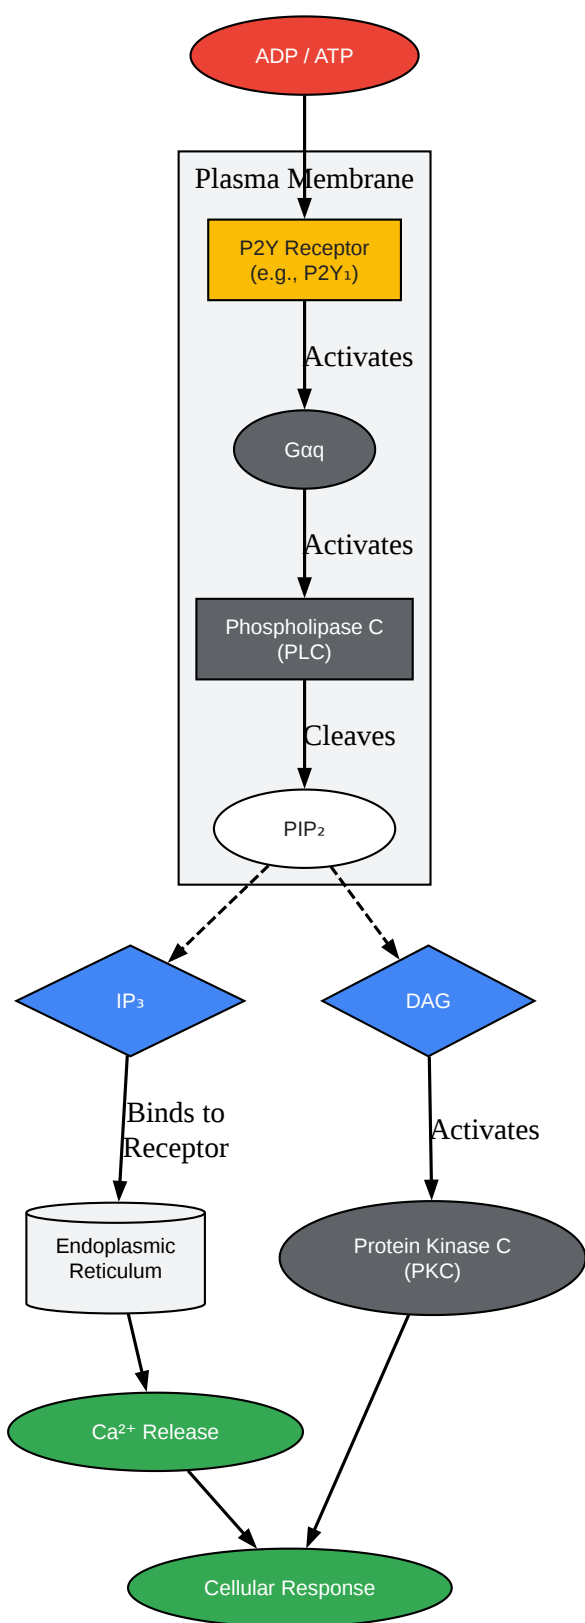 ADP / ATP
Plasma Membrane
P2Y Receptor
(e.g., P2Y₁)
Activates
Gαq
Activates
Phospholipase C
(PLC)
Cleaves
PIP₂
IP₃
DAG
Binds to
Receptor
Activates
Endoplasmic
Reticulum
Protein Kinase C
(PKC)
Ca²⁺ Release
Cellular Response